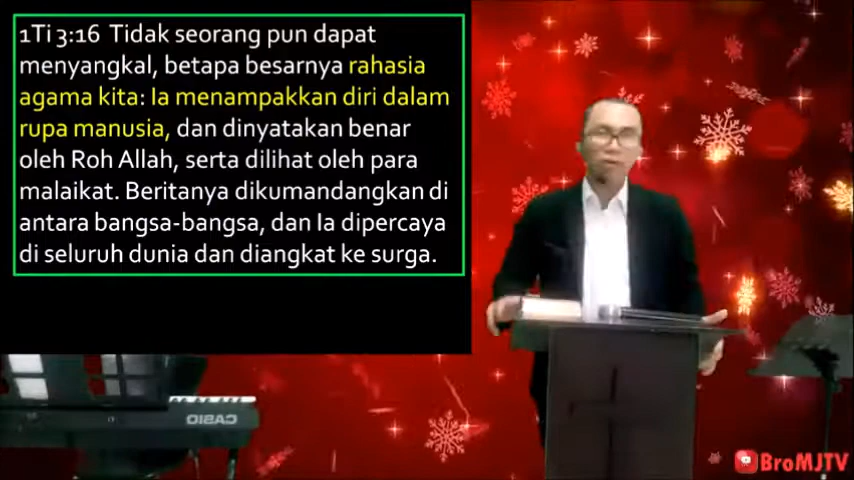 1Ti 3:16 Tidak seorang pun dapat
menyangkal, betapa besarnya rahasia
agama kita: Ia menampakkan diri dalam
rupa manusia, dan dinyatakan benar
oleh Roh Allah, serta dilihat oleh para
malaikat. Beritanya dikumandangkan di
antara bangsa-bangsa, dan Ia dipercaya
di seluruh dunia dan diangkat ke surga.
CASIO
BroMJTV